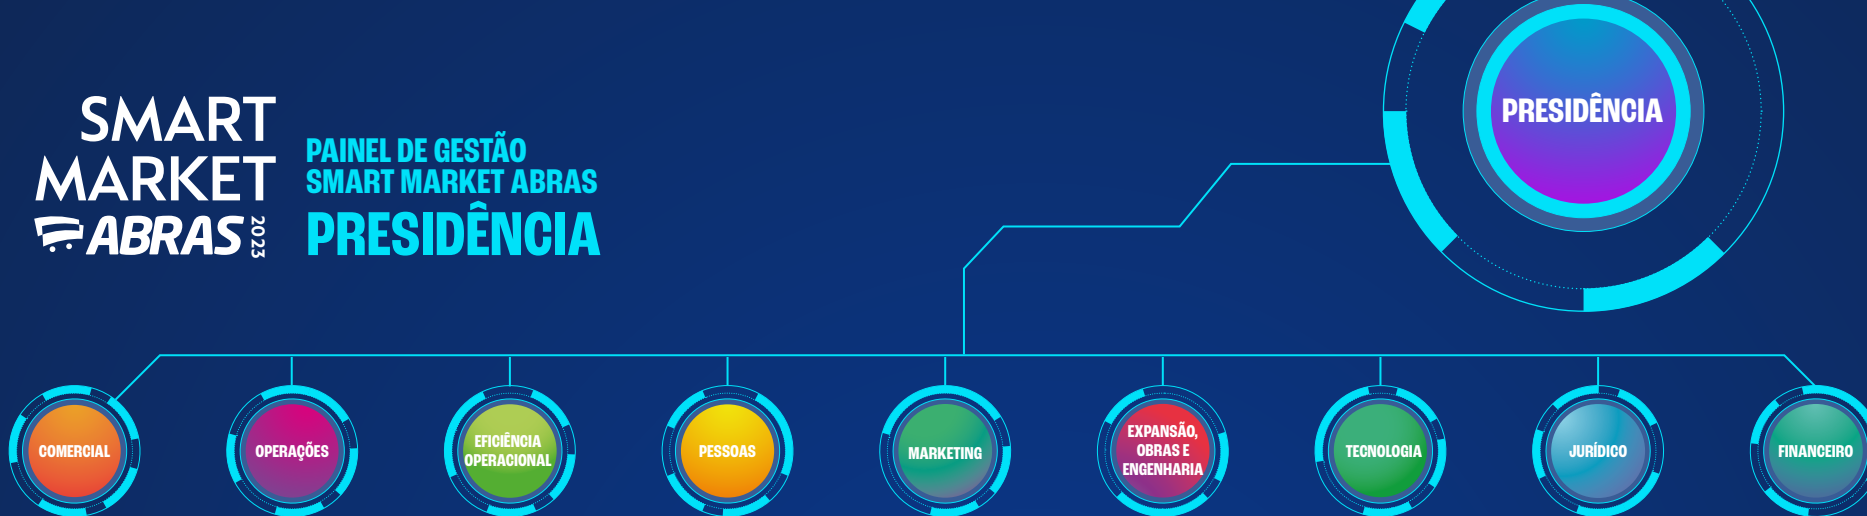 SMART
MARKET
ABRAS 2023
PAINEL DE GESTÃO
SMART MARKET ABRAS
PRESIDÊNCIA
PRESIDÊNCIA
COMERCIAL
OPERAÇÕES
EFICIÊNCIA
OPERACIONAL
PESSOAS
MARKETING
EXPANSÃO,
OBRAS E
ENGENHARIA
TECNOLOGIA
JURÍDICO
FINANCEIRO